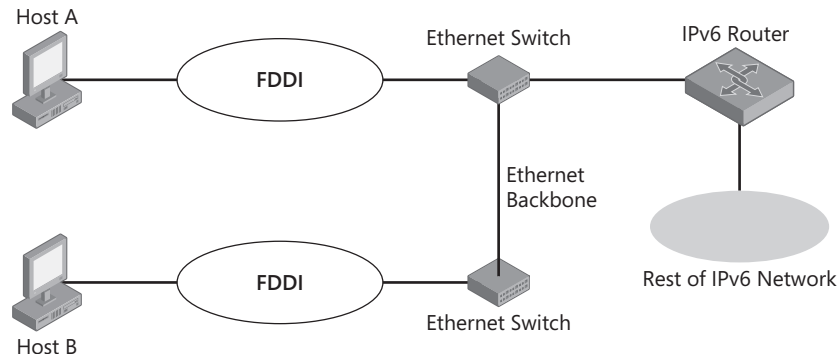 Host A
Ethernet Switch
IPv6 Router
FDDI
Ethernet
Backbone
FDDI
Rest of IPv6 Network
Ethernet Switch
Host B